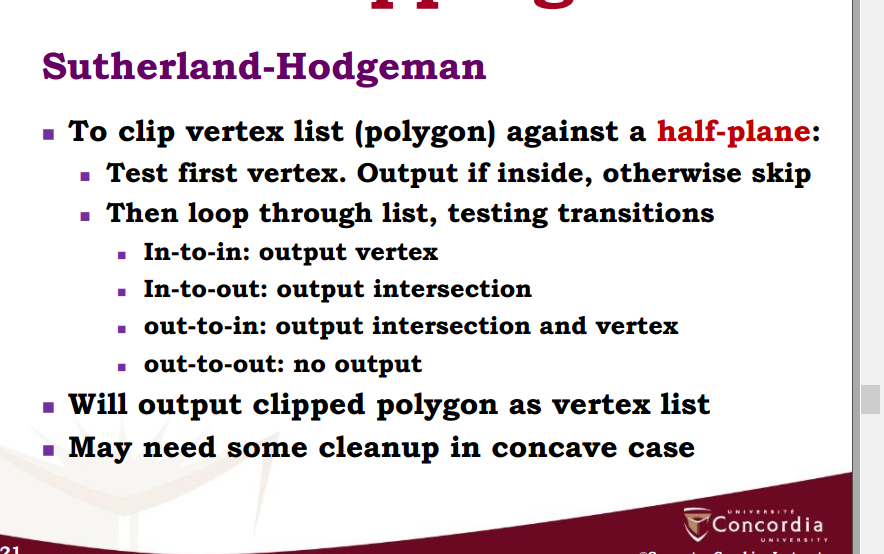 Sutherland-Hodgeman
To clip vertex list (polygon) against a half-plane:
Test first vertex. Output if inside, otherwise skip
Then loop through list, testing transitions
In-to-in: output vertex
In-to-out: output intersection
out-to-in: output intersection and vertex
out-to-out: no output
Will output clipped polygon as vertex list
May need some cleanup in concave case
UNIVERSITÉ
Concordia
UNIVERSITY
21